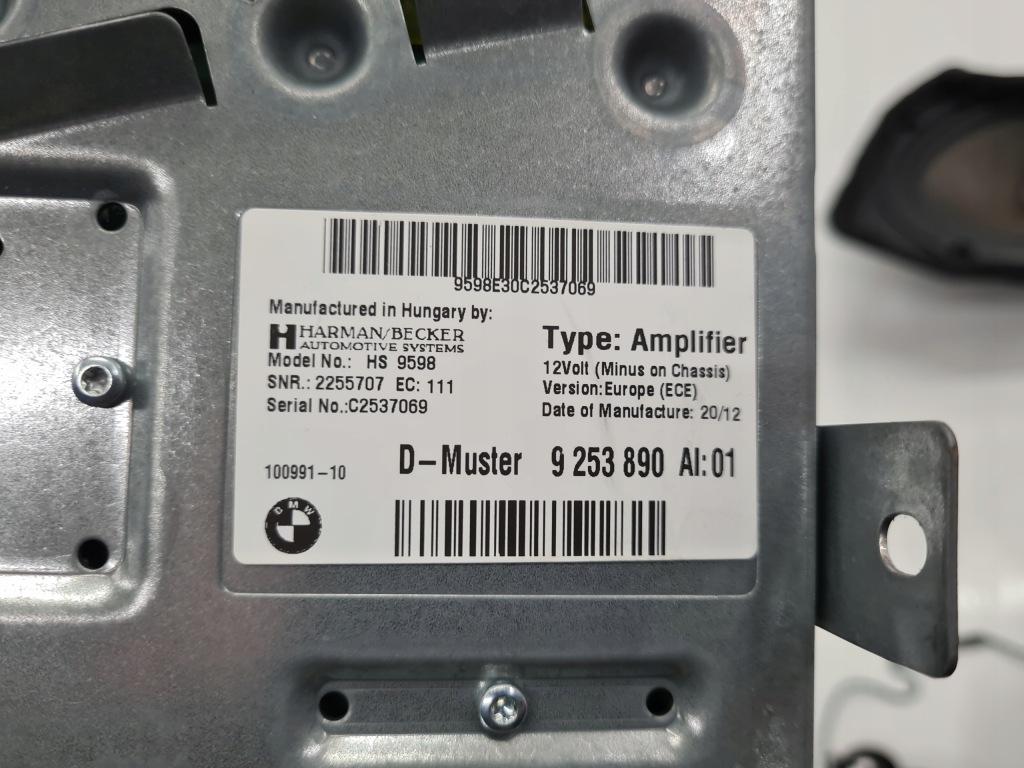 9598E30C2537069
Manufactured in Hungary by:
HARMAN/BECKER
AUTOMOTIVE SYSTEMS
Model No.: HS 9598
SNR.: 2255707 EC: 111
Serial No.:C2537069
Type: Amplifier
12Volt (Minus on Chassis)
Version:Europe (ECE)
Date of Manufacture: 20/12
100991-10
D-Muster 9 253 890 AI:01
BMW